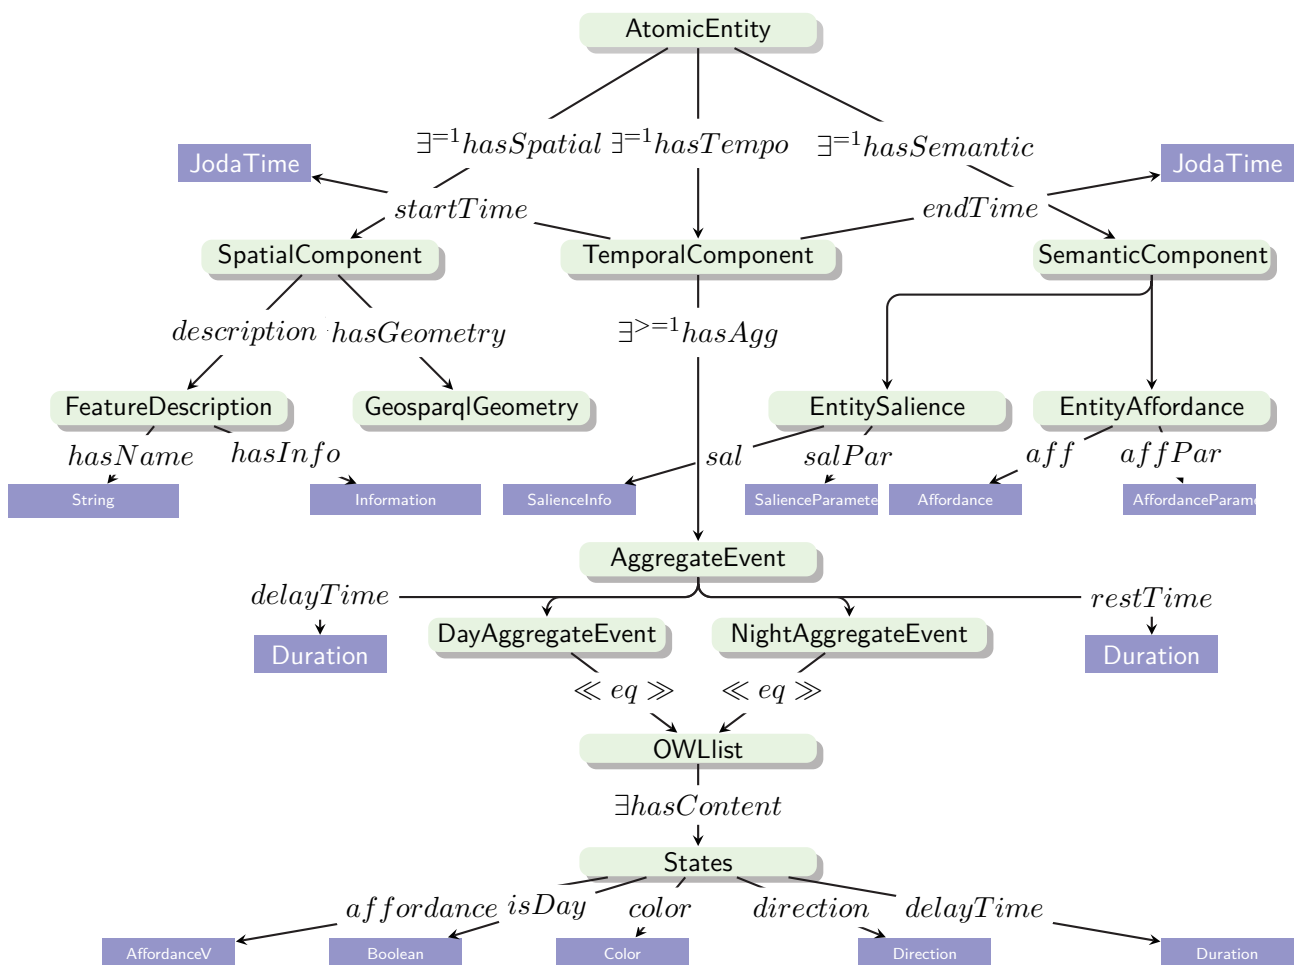 AtomicEntity
∃=1hasSpatial ∃=1hasTempo ∃=1hasSemantic
JodaTime JodaTime
startTime endTime
SpatialComponent TemporalComponent SemanticComponent
description hasGeometry ∃>=1hasAgg
FeatureDescription GeosparqlGeometry EntitySalience EntityAffordance
hasName hasInfo sal salPar aff affPar
String Information SalienceInfo SalienceParamete Affordance AffordanceParame
AggregateEvent
delayTime restTime
DayAggregateEvent NightAggregateEvent
Duration Duration
≪ eq ≫ ≪ eq ≫
OWLlist
∃hasContent
States
affordance isDay color direction delayTime
AffordanceV Boolean Color Direction Duration